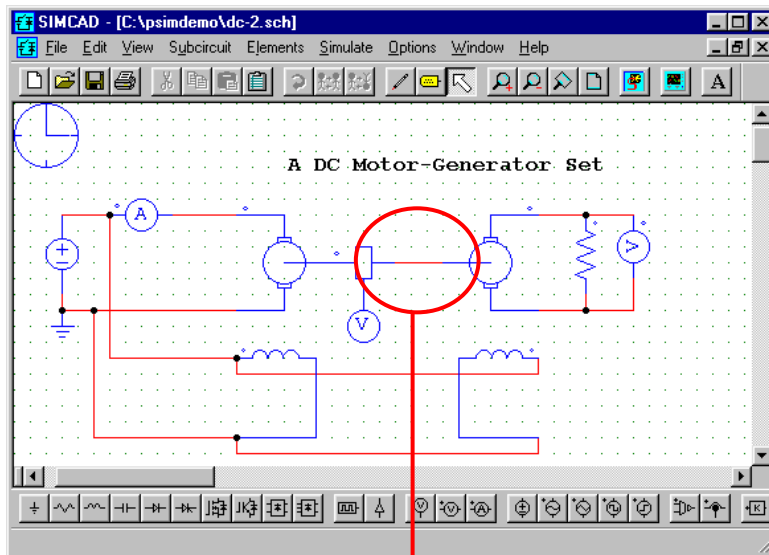 SIMCAD - [C:\psimdemo\dc-2.sch]
File Edit View Subcircuit Elements Simulate Options Window Help
A
A DC Motor-Generator Set
A
V
V
V
V
A
K